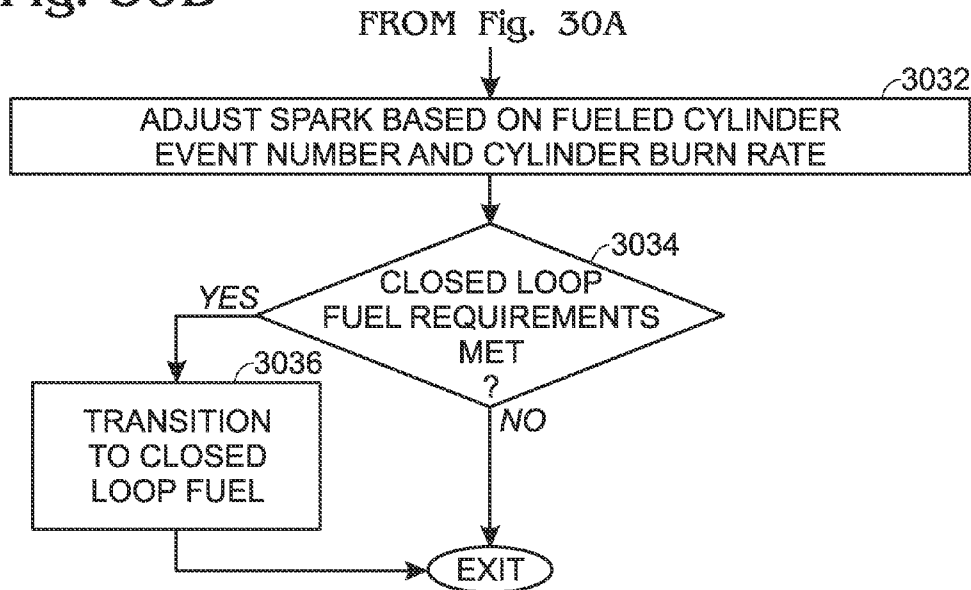 Fig. 30B
FROM Fig. 30A
3032
ADJUST SPARK BASED ON FUELED CYLINDER
EVENT NUMBER AND CYLINDER BURN RATE
3034
CLOSED LOOP
FUEL REQUIREMENTS
MET
?
YES
NO
3036
TRANSITION
TO CLOSED
LOOP FUEL
EXIT